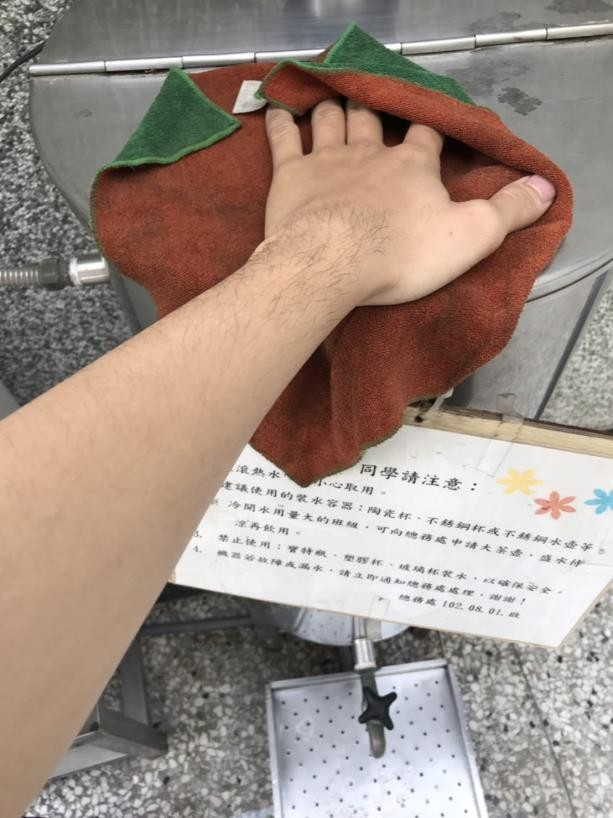 同學請注意：
滾熱水 小心取用。
建議使用的裝水容器：陶瓷杯、不銹鋼杯或不銹鋼水壺等。
冷開水用量大的班級，可向總務處申請大茶壺，盛水待
涼再飲用。
3. 禁止使用：寶特瓶、塑膠杯、玻璃杯裝水，以確保安全。
4. 機器若故障或漏水，請立即通知總務處處理，謝謝！
總務處 102.08.01.啟